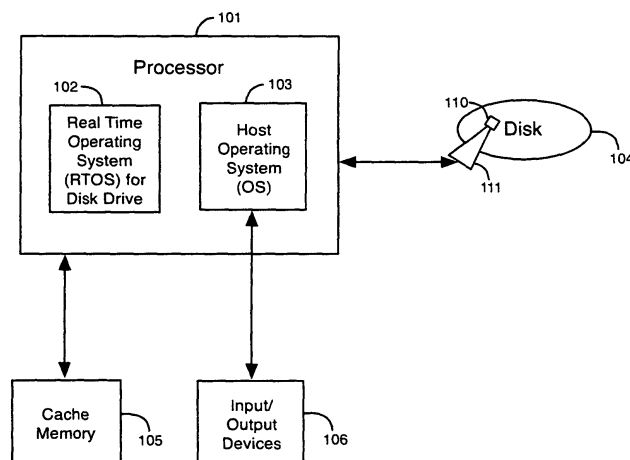 101
Processor
102
103
Real Time
Operating
System
(RTOS) for
Disk Drive
Host
Operating
System
(OS)
110
Disk
104
111
Cache
Memory
105
Input/
Output
Devices
106